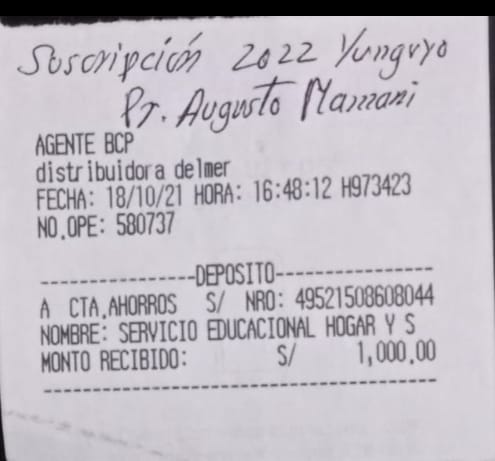 Suscripción 2022 Yunguyo
Pr. Augusto Mamani
AGENTE BCP
distribuidora delmer
FECHA: 18/10/21 HORA: 16:48:12 H973423
NO.OPE: 580737
----------------DEPOSITO----------------
A CTA.AHORROS S/ NRO: 49521508608044
NOMBRE: SERVICIO EDUCACIONAL HOGAR Y S
MONTO RECIBIDO: S/ 1,000.00
----------------------------------------